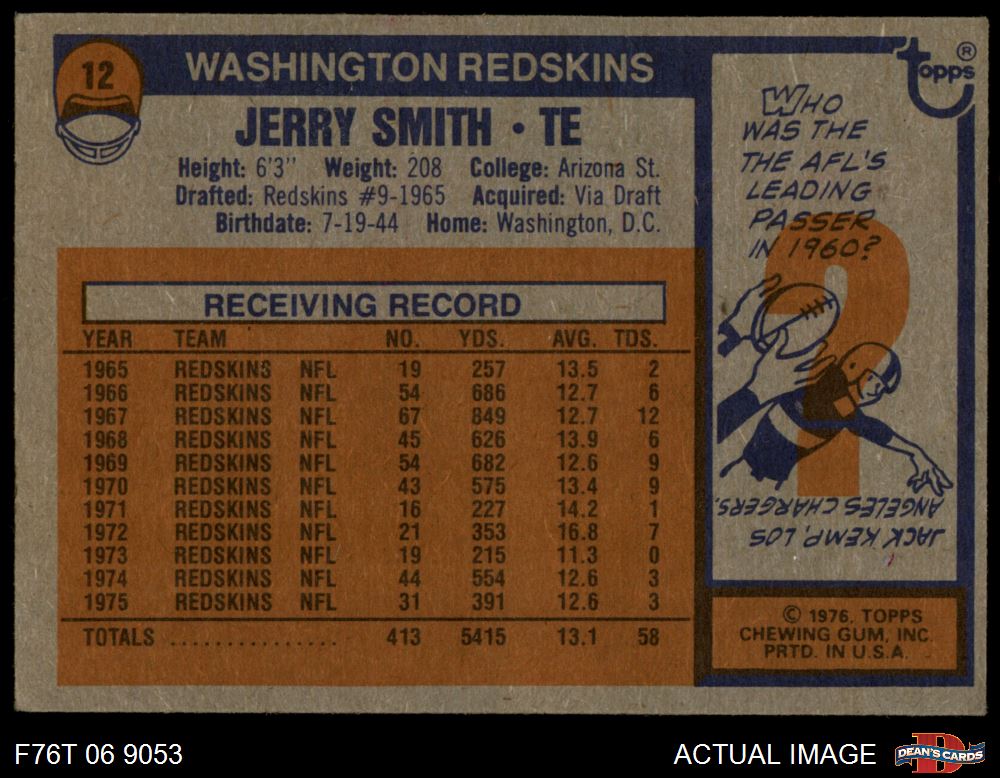 12
WASHINGTON REDSKINS
JERRY SMITH • TE
Height: 6'3" Weight: 208 College: Arizona St.
Drafted: Redskins #9-1965 Acquired: Via Draft
Birthdate: 7-19-44 Home: Washington, D.C.
RECEIVING RECORD
YEAR TEAM NO. YDS. AVG. TDS.
1965 REDSKINS NFL 19 257 13.5 2
1966 REDSKINS NFL 54 686 12.7 6
1967 REDSKINS NFL 67 849 12.7 12
1968 REDSKINS NFL 45 626 13.9 6
1969 REDSKINS NFL 54 682 12.6 9
1970 REDSKINS NFL 43 575 13.4 9
1971 REDSKINS NFL 16 227 14.2 1
1972 REDSKINS NFL 21 353 16.8 7
1973 REDSKINS NFL 19 215 11.3 0
1974 REDSKINS NFL 44 554 12.6 3
1975 REDSKINS NFL 31 391 12.6 3
TOTALS ................ 413 5415 13.1 58
topps ®
WHO
WAS THE
THE AFL'S
LEADING
PASSER
IN 1960?
?
JACK KEMP, LOS
ANGELES CHARGERS.
© 1976, TOPPS
CHEWING GUM, INC.
PRTD. IN U.S.A.
F76T 06 9053
ACTUAL IMAGE
DEAN'S CARDS